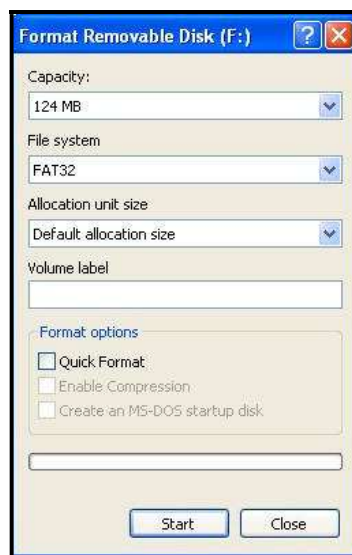 Format Removable Disk (F:)
?
X
Capacity:
124 MB
File system
FAT32
Allocation unit size
Default allocation size
Volume label
Format options
Quick Format
Enable Compression
Create an MS-DOS startup disk
Start
Close